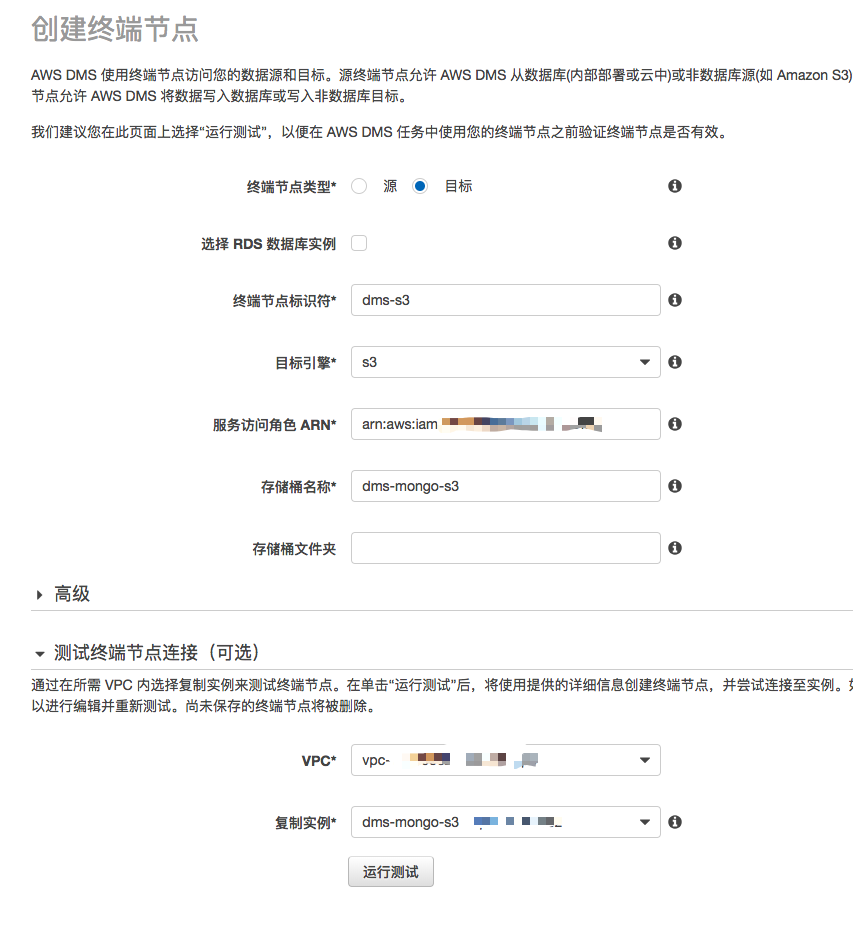 创建终端节点
AWS DMS 使用终端节点访问您的数据源和目标。源终端节点允许 AWS DMS 从数据库(内部部署或云中)或非数据库源(如 Amazon S3)
节点允许 AWS DMS 将数据写入数据库或写入非数据库目标。
我们建议您在此页面上选择“运行测试”，以便在 AWS DMS 任务中使用您的终端节点之前验证终端节点是否有效。
终端节点类型* 源 目标
选择 RDS 数据库实例
终端节点标识符* dms-s3
目标引擎* s3
服务访问角色 ARN* arn:aws:iam
存储桶名称* dms-mongo-s3
存储桶文件夹
高级
测试终端节点连接（可选）
通过在所需 VPC 内选择复制实例来测试终端节点。在单击“运行测试”后，将使用提供的详细信息创建终端节点，并尝试连接至实例。
以进行编辑并重新测试。尚未保存的终端节点将被删除。
VPC* vpc-
复制实例* dms-mongo-s3
运行测试